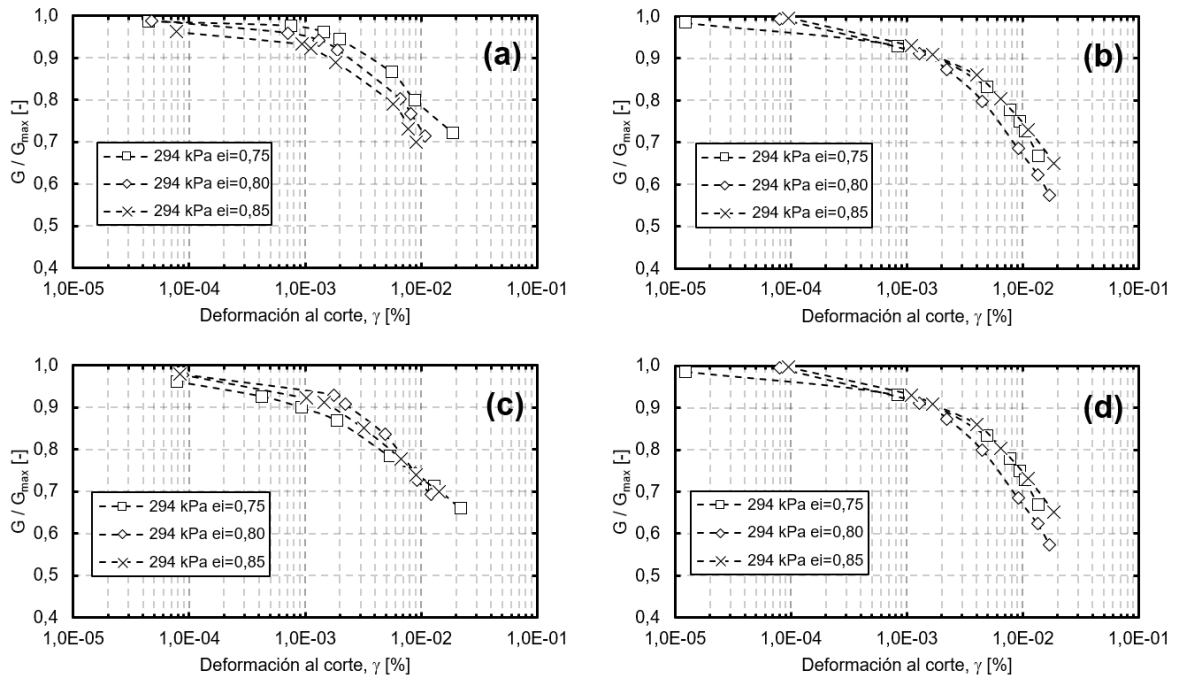 1,0
0,9
0,8
0,7
0,6
0,5
0,4
G / Gmax [-]
(a)
294 kPa ei=0,75
294 kPa ei=0,80
294 kPa ei=0,85
1,0E-05 1,0E-04 1,0E-03 1,0E-02 1,0E-01
Deformación al corte, γ [%]
1,0
0,9
0,8
0,7
0,6
0,5
0,4
G / Gmax [-]
(b)
294 kPa ei=0,75
294 kPa ei=0,80
294 kPa ei=0,85
1,0E-05 1,0E-04 1,0E-03 1,0E-02 1,0E-01
Deformación al corte, γ [%]
1,0
0,9
0,8
0,7
0,6
0,5
0,4
G / Gmax [-]
(c)
294 kPa ei=0,75
294 kPa ei=0,80
294 kPa ei=0,85
1,0E-05 1,0E-04 1,0E-03 1,0E-02 1,0E-01
Deformación al corte, γ [%]
1,0
0,9
0,8
0,7
0,6
0,5
0,4
G / Gmax [-]
(d)
294 kPa ei=0,75
294 kPa ei=0,80
294 kPa ei=0,85
1,0E-05 1,0E-04 1,0E-03 1,0E-02 1,0E-01
Deformación al corte, γ [%]